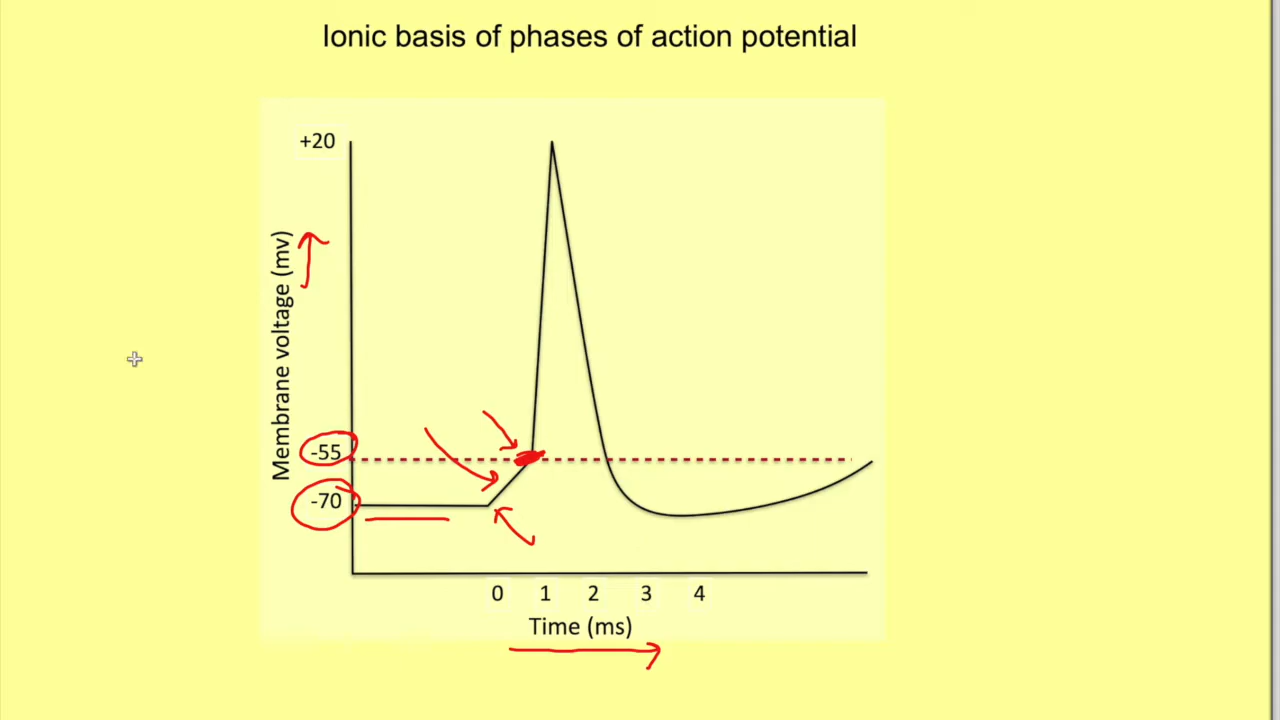 Ionic basis of phases of action potential
+20
Membrane voltage (mv)
-55
-70
0 1 2 3 4
Time (ms)